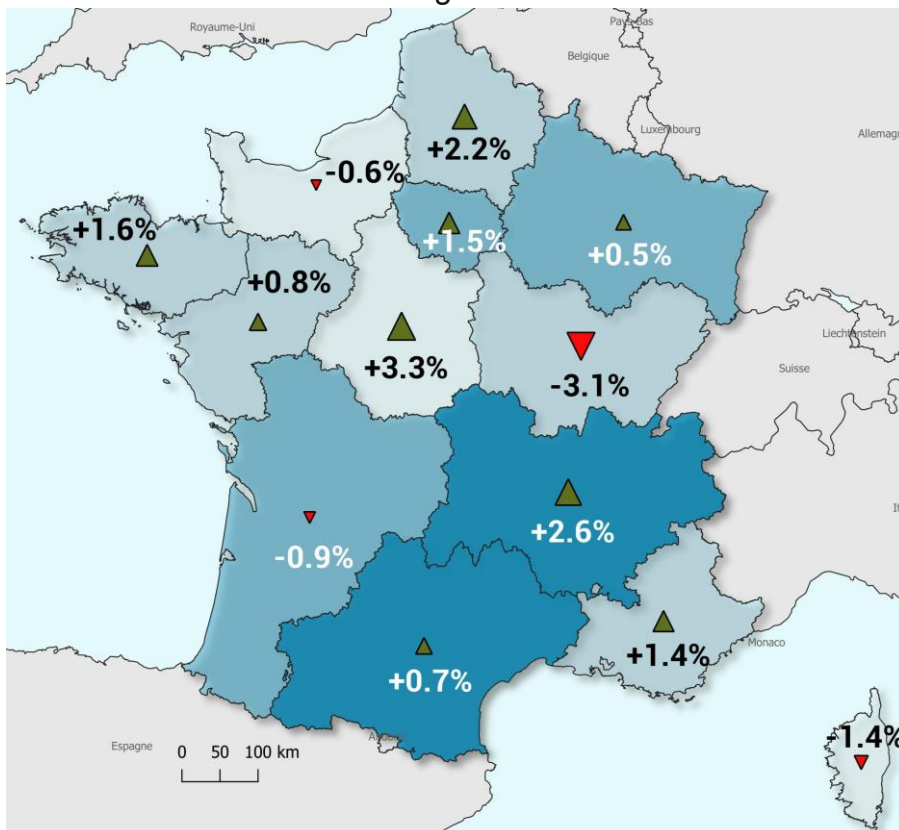 Royaume-Uni
Pays-Bas
Belgique
Luxembourg
+2.2%
-0.6%
+1.6%
+1.5%
+0.5%
+0.8%
Liechtenstein
+3.3%
-3.1%
Suisse
+2.6%
-0.9%
Monaco
+1.4%
+0.7%
-1.4%
Espagne
0 50 100 km